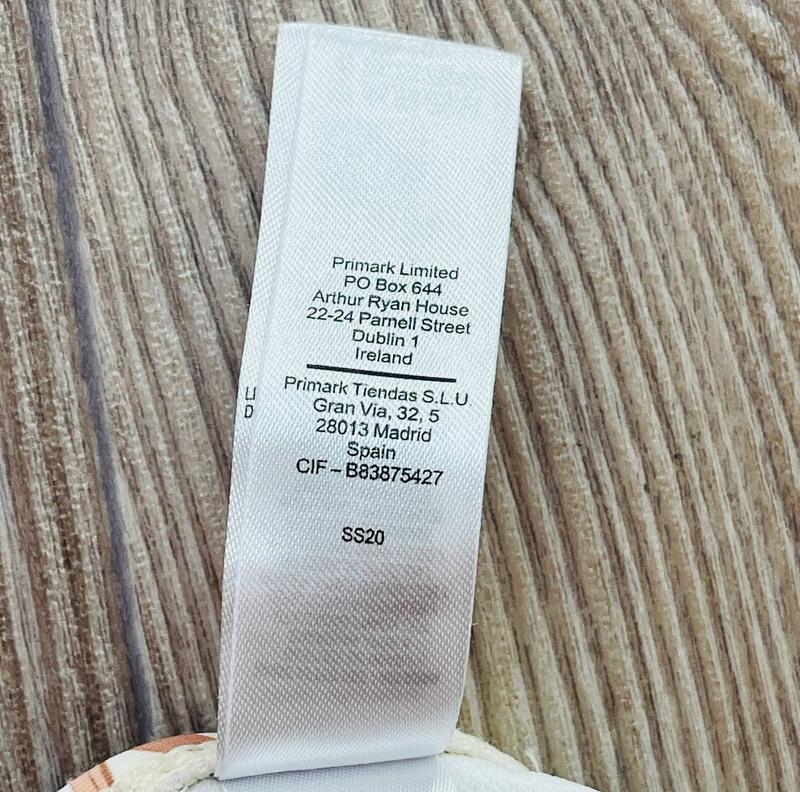 Primark Limited
PO Box 644
Arthur Ryan House
22-24 Parnell Street
Dublin 1
Ireland
Primark Tiendas S.L.U.
Gran Via, 32, 5
28013 Madrid
Spain
CIF – B83875427
SS20
LI
D